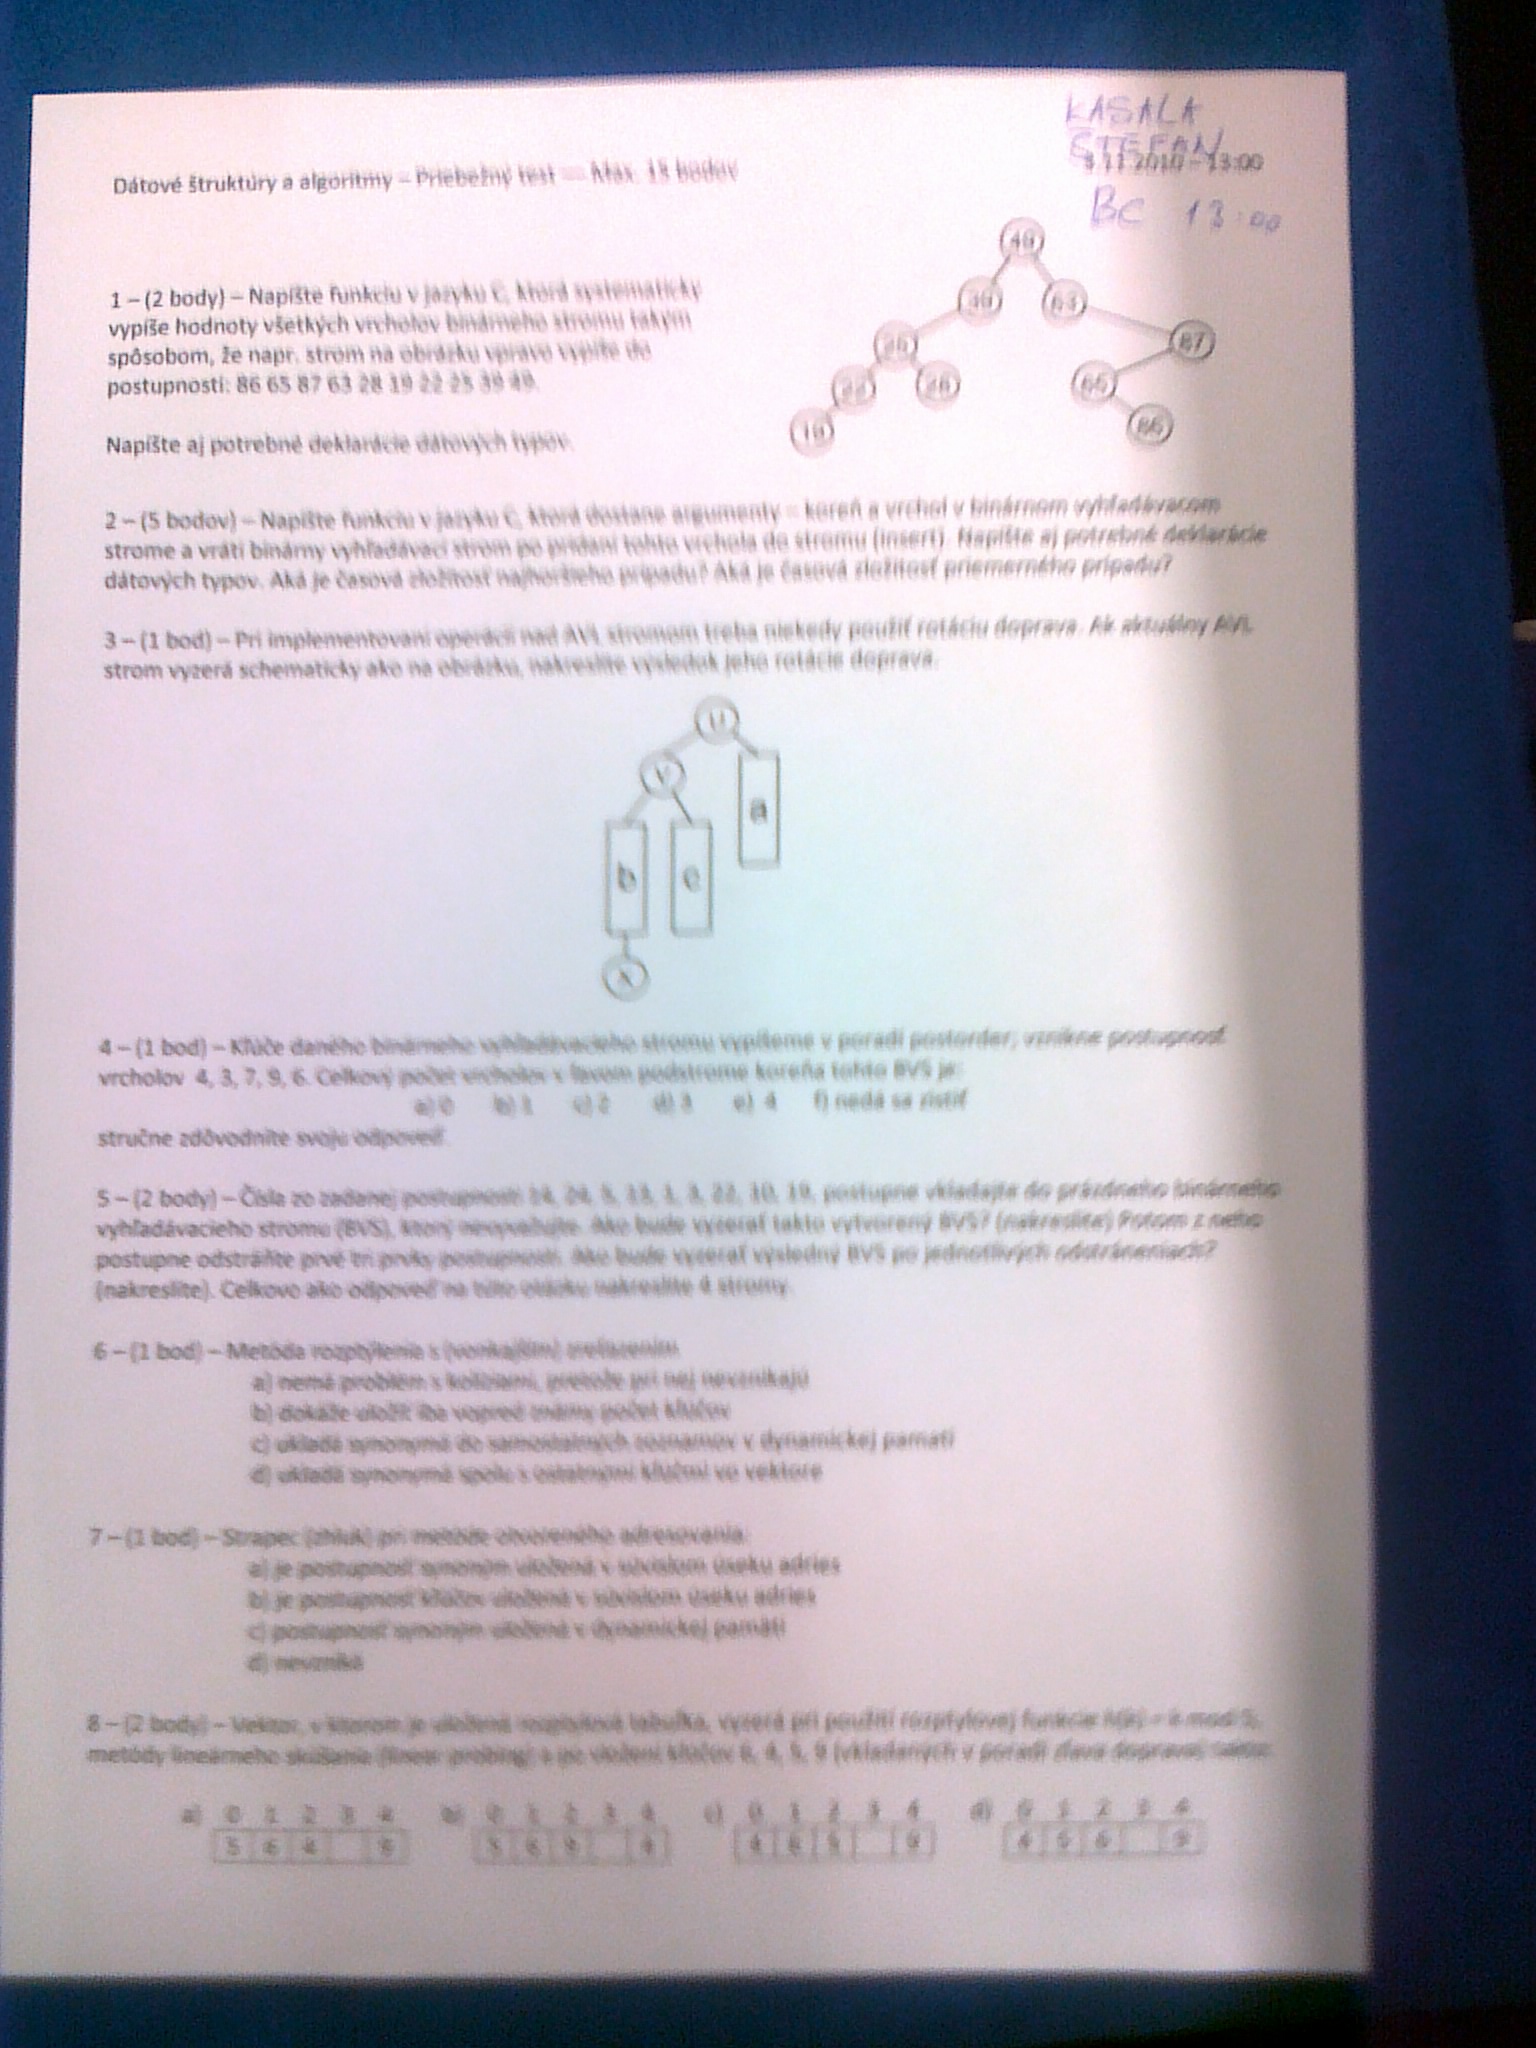 KASALA
ŠTEFAN
Dátové štruktúry a algoritmy – Priebežný test — Max. 15 bodov
11.2010 – 13:00
BC 13:00
1 – (2 body) – Napíšte funkciu v jazyku C, ktorá systematicky
vypíše hodnoty všetkých vrcholov binárneho stromu takým
spôsobom, že napr. strom na obrázku vpravo vypíše do
postupnosti: 86 65 87 63 28 19 22 25 39 49.
Napíšte aj potrebné deklarácie dátových typov.
49
39 63
25 87
22 28 65
19 86
2 – (5 bodov) – Napíšte funkciu v jazyku C, ktorá dostane argumenty – koreň a vrchol v binárnom vyhľadávacom
strome a vráti binárny vyhľadávací strom po pridaní tohto vrchola do stromu (insert). Napíšte aj potrebné deklarácie
dátových typov. Aká je časová zložitosť najhoršieho prípadu? Aká je časová zložitosť priemerného prípadu?
3 – (1 bod) – Pri implementovaní operácií nad AVL stromom treba niekedy použiť rotáciu doprava. Ak aktuálny AVL
strom vyzerá schematicky ako na obrázku, nakreslite výsledok jeho rotácie doprava.
u
v
a
b c
x
4 – (1 bod) – Kľúče daného binárneho vyhľadávacieho stromu vypíšeme v poradí postorder, vznikne postupnosť
vrcholov 4, 3, 7, 9, 6. Celkový počet vrcholov v ľavom podstrome koreňa tohto BVS je:
a) 0 b) 1 c) 2 d) 3 e) 4 f) nedá sa zistiť
stručne zdôvodnite svoju odpoveď.
5 – (2 body) – Čísla zo zadanej postupnosti 14, 24, 5, 13, 1, 3, 22, 10, 19, postupne vkladajte do prázdneho binárneho
vyhľadávacieho stromu (BVS), ktorý nevyvažujte. Ako bude vyzerať takto vytvorený BVS? (nakreslite) Potom z neho
postupne odstráňte prvé tri prvky postupnosti. Ako bude vyzerať výsledný BVS po jednotlivých odstráneniach?
(nakreslite). Celkovo ako odpoveď na túto otázku nakreslite 4 stromy.
6 – (1 bod) – Metóda rozptýlenia s (vonkajším) zreťazením
a) nemá problém s kolíziami, pretože pri nej nevznikajú
b) dokáže uložiť iba vopred známy počet kľúčov
c) ukladá synonymá do samostatných zoznamov v dynamickej pamäti
d) ukladá synonymá spolu s ostatnými kľúčmi vo vektore
7 – (1 bod) – Strapec (zhluk) pri metóde otvoreného adresovania:
a) je postupnosť synoným uložená v súvislom úseku adries
b) je postupnosť kľúčov uložená v súvislom úseku adries
c) postupnosť synoným uložená v dynamickej pamäti
d) nevzniká
8 – (2 body) – Vektor, v ktorom je uložená rozptylová tabuľka, vyzerá pri použití rozptylovej funkcie h(k) = k mod 5,
metódy lineárneho skúšania (linear probing) a po vložení kľúčov 6, 4, 5, 9 (vkladaných v poradí zľava doprava) takto:
a) 0 1 2 3 4 b) 0 1 2 3 4 c) 0 1 2 3 4 d) 0 1 2 3 4
5 6 4 9 5 6 9 4 4 6 5 9 4 5 6 9